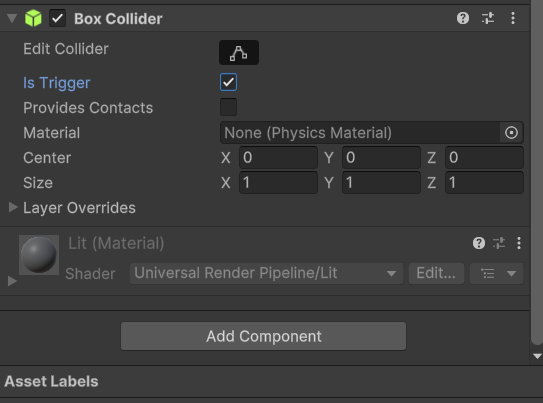 Box Collider
Edit Collider
Is Trigger
Provides Contacts
Material None (Physics Material)
Center X 0 Y 0 Z 0
Size X 1 Y 1 Z 1
Layer Overrides
Lit (Material)
Shader Universal Render Pipeline/Lit Edit...
Add Component
Asset Labels